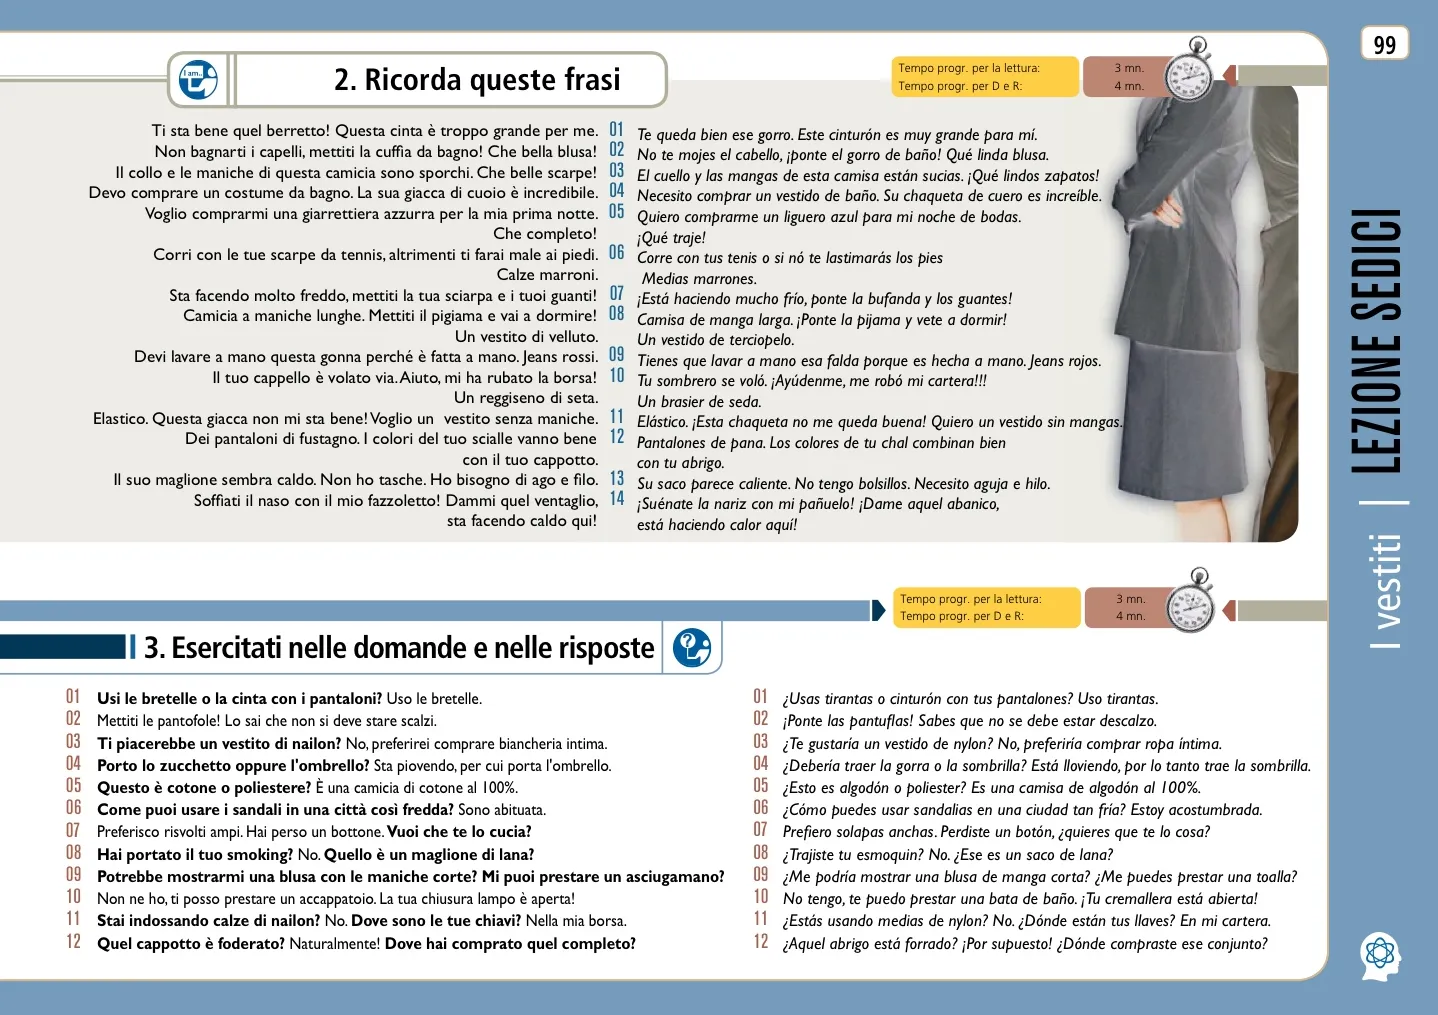 99
I am..
2. Ricorda queste frasi
Tempo progr. per la lettura: 3 mn.
Tempo progr. per D e R: 4 mn.
Ti sta bene quel berretto! Questa cinta è troppo grande per me. 01 Te queda bien ese gorro. Este cinturón es muy grande para mí.
Non bagnarti i capelli, mettiti la cuffia da bagno! Che bella blusa! 02 No te mojes el cabello, ¡ponte el gorro de baño! Qué linda blusa.
Il collo e le maniche di questa camicia sono sporchi. Che belle scarpe! 03 El cuello y las mangas de esta camisa están sucias. ¡Qué lindos zapatos!
Devo comprare un costume da bagno. La sua giacca di cuoio è incredibile. 04 Necesito comprar un vestido de baño. Su chaqueta de cuero es increíble.
Voglio comprarmi una giarrettiera azzurra per la mia prima notte. 05 Quiero comprarme un liguero azul para mi noche de bodas.
Che completo! ¡Qué traje!
Corri con le tue scarpe da tennis, altrimenti ti farai male ai piedi. 06 Corre con tus tenis o si nó te lastimarás los pies
Calze marroni. Medias marrones.
Sta facendo molto freddo, mettiti la tua sciarpa e i tuoi guanti! 07 ¡Está haciendo mucho frío, ponte la bufanda y los guantes!
Camicia a maniche lunghe. Mettiti il pigiama e vai a dormire! 08 Camisa de manga larga. ¡Ponte la pijama y vete a dormir!
Un vestito di velluto. Un vestido de terciopelo.
Devi lavare a mano questa gonna perché è fatta a mano. Jeans rossi. 09 Tienes que lavar a mano esa falda porque es hecha a mano. Jeans rojos.
Il tuo cappello è volato via. Aiuto, mi ha rubato la borsa! 10 Tu sombrero se voló. ¡Ayúdenme, me robó mi cartera!!!
Un reggiseno di seta. Un brasier de seda.
Elastico. Questa giacca non mi sta bene! Voglio un vestito senza maniche. 11 Elástico. ¡Esta chaqueta no me queda buena! Quiero un vestido sin mangas.
Dei pantaloni di fustagno. I colori del tuo scialle vanno bene 12 Pantalones de pana. Los colores de tu chal combinan bien
con il tuo cappotto. con tu abrigo.
Il suo maglione sembra caldo. Non ho tasche. Ho bisogno di ago e filo. 13 Su saco parece caliente. No tengo bolsillos. Necesito aguja e hilo.
Soffiati il naso con il mio fazzoletto! Dammi quel ventaglio, 14 ¡Suénate la nariz con mi pañuelo! ¡Dame aquel abanico,
sta facendo caldo qui! está haciendo calor aquí!
LEZIONE SEDICI
I vestiti
Tempo progr. per la lettura: 3 mn.
Tempo progr. per D e R: 4 mn.
3. Esercitati nelle domande e nelle risposte
?
01 Usi le bretelle o la cinta con i pantaloni? Uso le bretelle. 01 ¿Usas tirantas o cinturón con tus pantalones? Uso tirantas.
02 Mettiti le pantofole! Lo sai che non si deve stare scalzi. 02 ¡Ponte las pantuflas! Sabes que no se debe estar descalzo.
03 Ti piacerebbe un vestito di nailon? No, preferirei comprare biancheria intima. 03 ¿Te gustaría un vestido de nylon? No, preferiría comprar ropa íntima.
04 Porto lo zucchetto oppure l'ombrello? Sta piovendo, per cui porta l'ombrello. 04 ¿Debería traer la gorra o la sombrilla? Está lloviendo, por lo tanto trae la sombrilla.
05 Questo è cotone o poliestere? È una camicia di cotone al 100%. 05 ¿Esto es algodón o poliester? Es una camisa de algodón al 100%.
06 Come puoi usare i sandali in una città così fredda? Sono abituata. 06 ¿Cómo puedes usar sandalias en una ciudad tan fría? Estoy acostumbrada.
07 Preferisco risvolti ampi. Hai perso un bottone. Vuoi che te lo cucia? 07 Prefiero solapas anchas. Perdiste un botón, ¿quieres que te lo cosa?
08 Hai portato il tuo smoking? No. Quello è un maglione di lana? 08 ¿Trajiste tu esmoquin? No. ¿Ese es un saco de lana?
09 Potrebbe mostrarmi una blusa con le maniche corte? Mi puoi prestare un asciugamano? 09 ¿Me podría mostrar una blusa de manga corta? ¿Me puedes prestar una toalla?
10 Non ne ho, ti posso prestare un accappatoio. La tua chiusura lampo è aperta! 10 No tengo, te puedo prestar una bata de baño. ¡Tu cremallera está abierta!
11 Stai indossando calze di nailon? No. Dove sono le tue chiavi? Nella mia borsa. 11 ¿Estás usando medias de nylon? No. ¿Dónde están tus llaves? En mi cartera.
12 Quel cappotto è foderato? Naturalmente! Dove hai comprato quel completo? 12 ¿Aquel abrigo está forrado? ¡Por supuesto! ¿Dónde compraste ese conjunto?